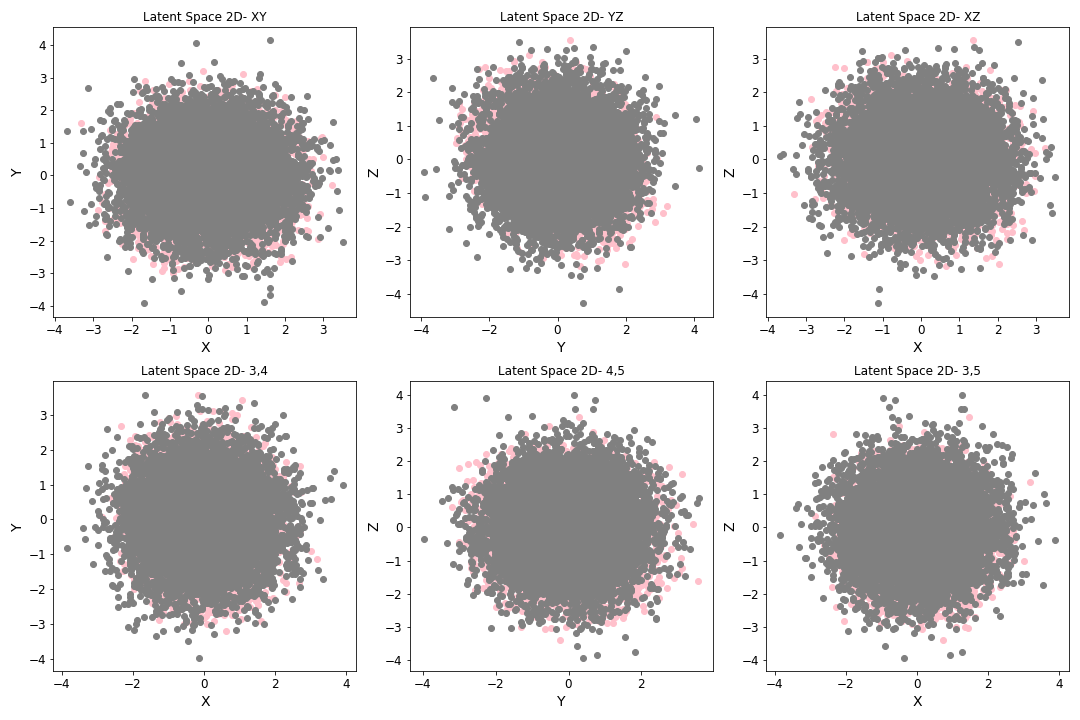 Latent Space 2D- XY
Latent Space 2D- YZ
Latent Space 2D- XZ
4
3
2
1
0
−1
−2
−3
−4
Y
−4 −3 −2 −1 0 1 2 3
X
3
2
1
0
−1
−2
−3
−4
Z
−4 −2 0 2 4
Y
3
2
1
0
−1
−2
−3
−4
Z
−4 −3 −2 −1 0 1 2 3
X
Latent Space 2D- 3,4
Latent Space 2D- 4,5
Latent Space 2D- 3,5
3
2
1
0
−1
−2
−3
−4
Y
−4 −2 0 2 4
X
4
3
2
1
0
−1
−2
−3
−4
Z
−4 −2 0 2
Y
4
3
2
1
0
−1
−2
−3
−4
Z
−4 −2 0 2 4
X